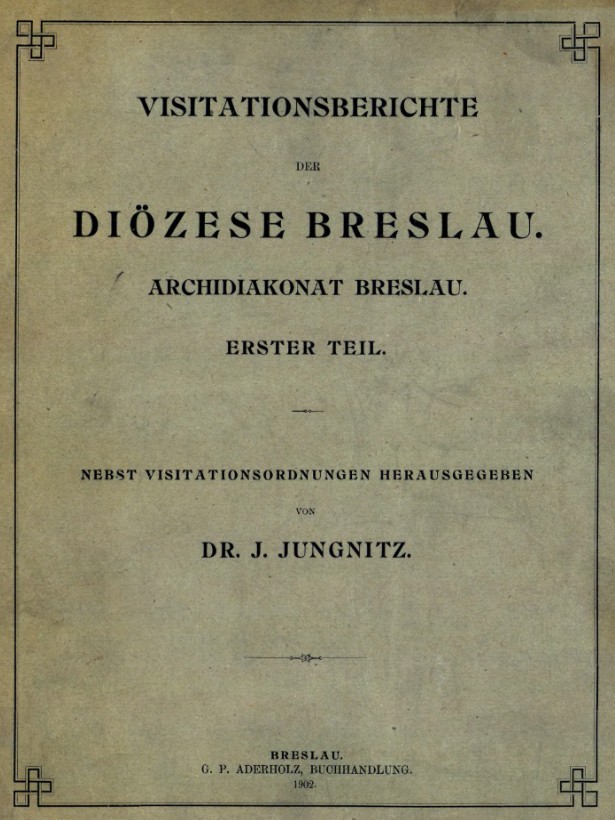 VISITATIONSBERICHTE
DER
DIÖZESE BRESLAU.
ARCHIDIAKONAT BRESLAU.
ERSTER TEIL.
NEBST VISITATIONSORDNUNGEN HERAUSGEGEBEN
VON
DR. J. JUNGNITZ.
BRESLAU.
G. P. ADERHOLZ, BUCHHANDLUNG.
1902.